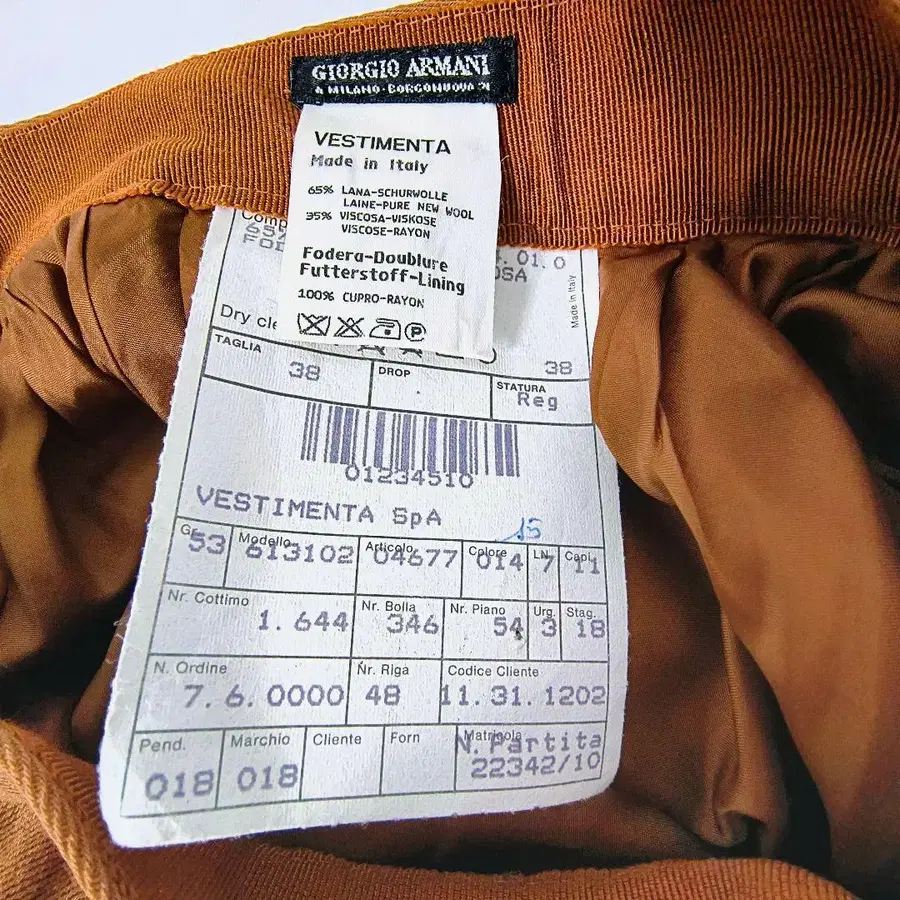 GIORGIO ARMANI
A MILANO·BORGONUOVO 21
VESTIMENTA
Made in Italy
65% LANA-SCHURWOLLE
LAINE-PURE NEW WOOL
35% VISCOSA-VISKOSE
VISCOSE-RAYON
Fodera-Doublure
Futterstoff-Lining
100% CUPRO-RAYON
P
01.0
Made in Italy
38
TAGLIA
38
DROP
STATURA
Reg
01234510
VESTIMENTA SpA
15
53
Modello
613102
Articolo
04677
Colore
014
7
Capi
11
Nr. Cottimo
1.644
Nr. Bolla
346
Nr. Piano
54
Urg.
3
Stag.
18
N. Ordine
7.6.0000
Nr. Riga
48
Codice Cliente
11.31.1202
Pend.
018
Marchio
018
Cliente
Forn
Matricola
N. Partita
22342/10